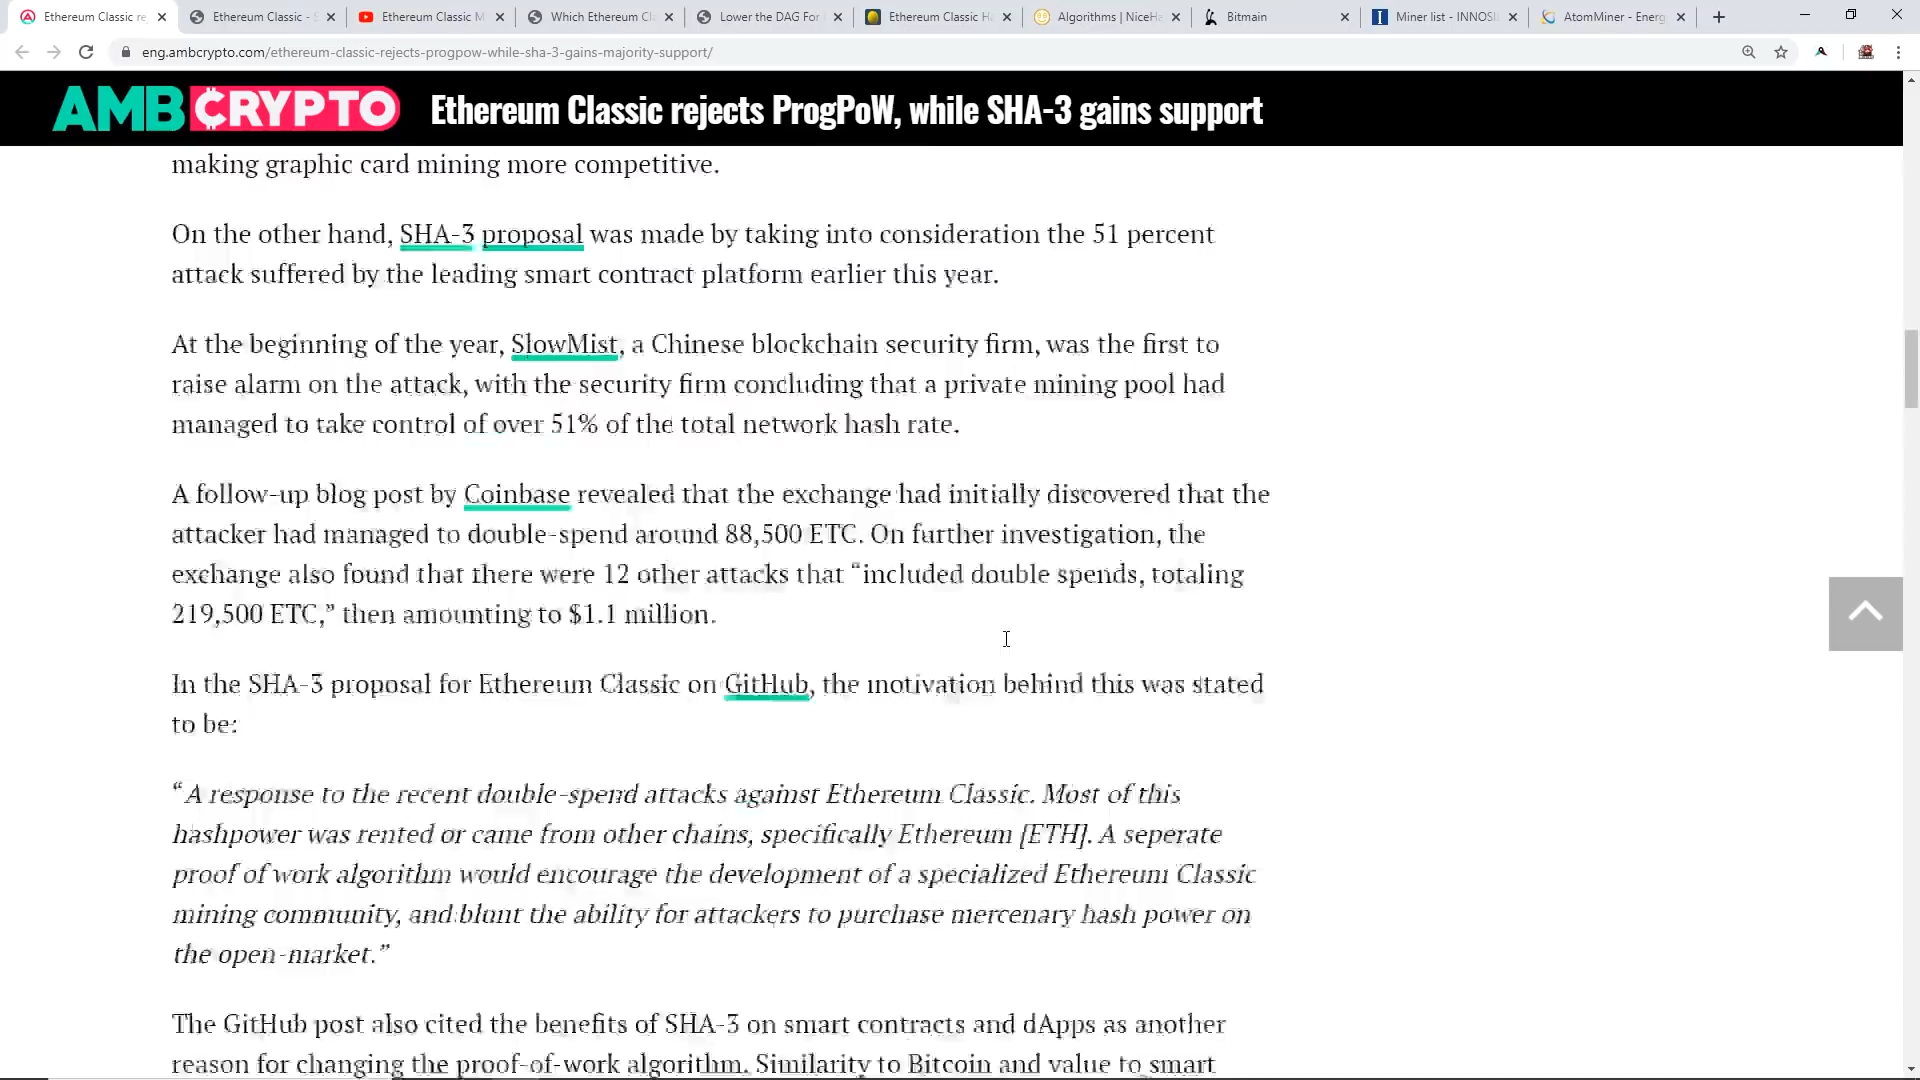 Ethereum Classic re
Ethereum Classic - S
Ethereum Classic M
Which Ethereum Cl
Lower the DAG For
Ethereum Classic Ha
Algorithms | NiceHa
Bitmain
Miner list - INNOSI
AtomMiner - Energ
eng.ambcrypto.com/ethereum-classic-rejects-progpow-while-sha-3-gains-majority-support/
AMBCRYPTO
Ethereum Classic rejects ProgPoW, while SHA-3 gains support
making graphic card mining more competitive.
On the other hand, SHA-3 proposal was made by taking into consideration the 51 percent
attack suffered by the leading smart contract platform earlier this year.
At the beginning of the year, SlowMist, a Chinese blockchain security firm, was the first to
raise alarm on the attack, with the security firm concluding that a private mining pool had
managed to take control of over 51% of the total network hash rate.
A follow-up blog post by Coinbase revealed that the exchange had initially discovered that the
attacker had managed to double-spend around 88,500 ETC. On further investigation, the
exchange also found that there were 12 other attacks that “included double spends, totaling
219,500 ETC,” then amounting to $1.1 million.
In the SHA-3 proposal for Ethereum Classic on GitHub, the motivation behind this was stated
to be:
“A response to the recent double-spend attacks against Ethereum Classic. Most of this
hashpower was rented or came from other chains, specifically Ethereum [ETH]. A seperate
proof of work algorithm would encourage the development of a specialized Ethereum Classic
mining community, and blunt the ability for attackers to purchase mercenary hash power on
the open-market.”
The GitHub post also cited the benefits of SHA-3 on smart contracts and dApps as another
reason for changing the proof-of-work algorithm. Similarity to Bitcoin and value to smart